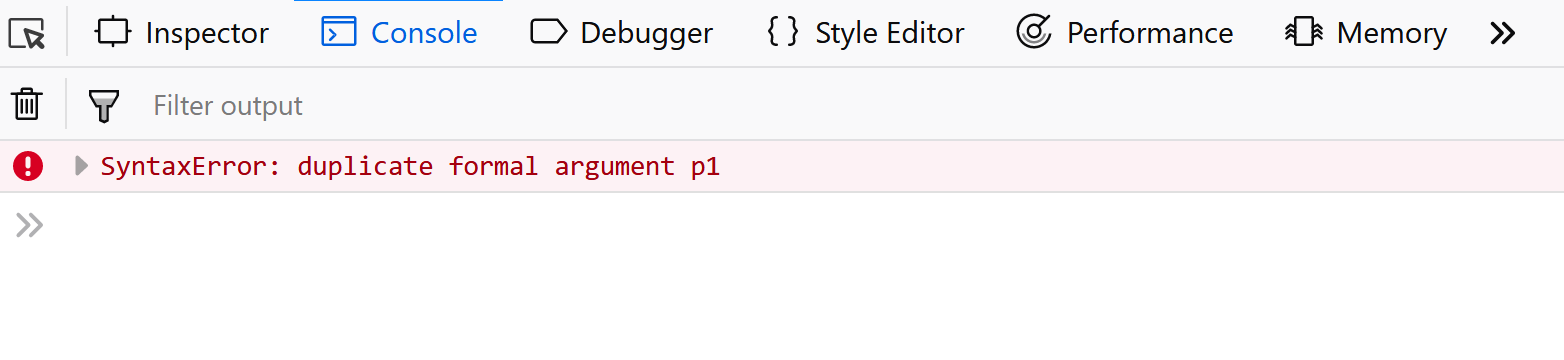 Inspector Console Debugger { } Style Editor Performance Memory
Filter output
SyntaxError: duplicate formal argument p1